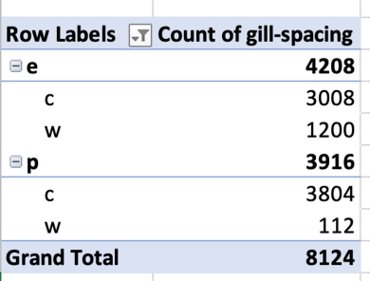 Row Labels Count of gill-spacing
e 4208
c 3008
w 1200
p 3916
c 3804
w 112
Grand Total 8124